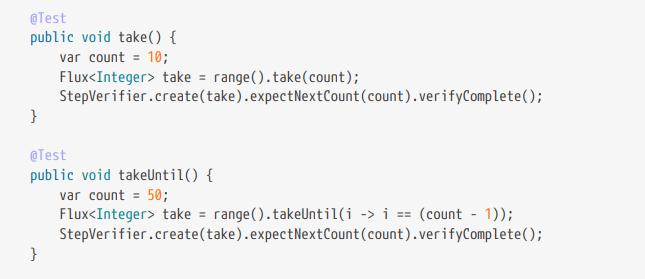 @Test
public void take() {
    var count = 10;
    Flux<Integer> take = range().take(count);
    StepVerifier.create(take).expectNextCount(count).verifyComplete();
}
@Test
public void takeUntil() {
    var count = 50;
    Flux<Integer> take = range().takeUntil(i -> i == (count - 1));
    StepVerifier.create(take).expectNextCount(count).verifyComplete();
}